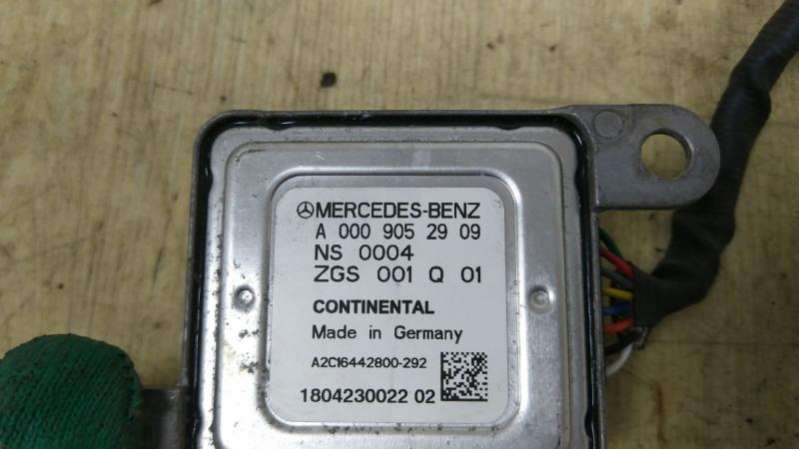 MERCEDES-BENZ
A 000 905 29 09
NS 0004
ZGS 001 Q 01
CONTINENTAL
Made in Germany
A2C16442800-292
1804230022 02